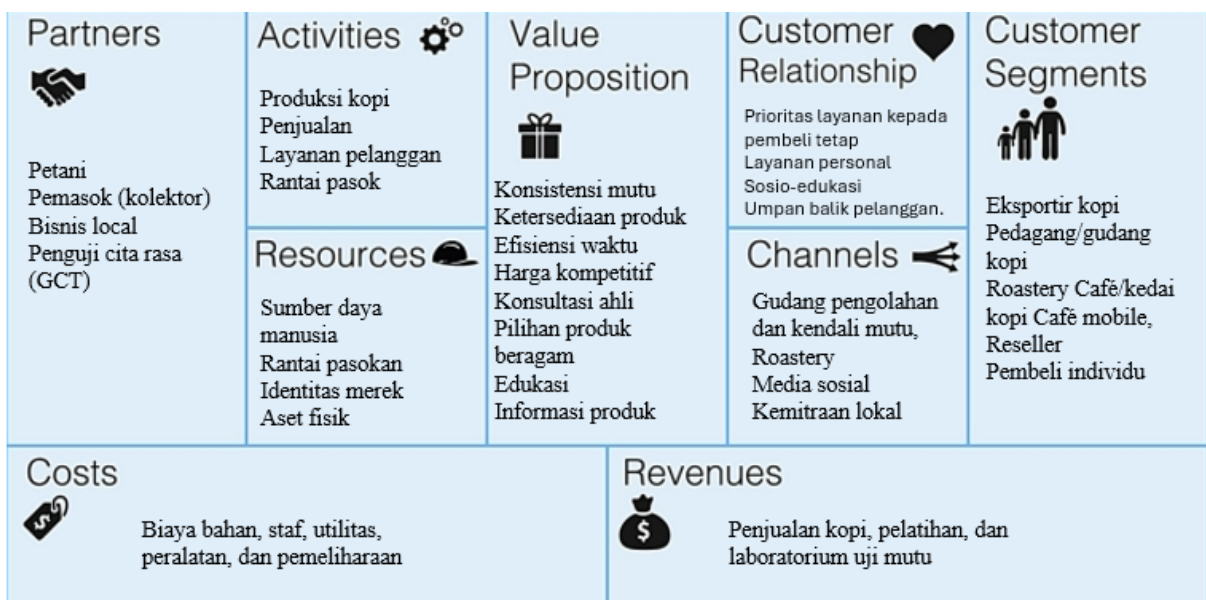 Partners
Petani
Pemasok (kolektor)
Bisnis local
Penguji cita rasa
(GCT)
Activities
Produksi kopi
Penjualan
Layanan pelanggan
Rantai pasok
Resources
Sumber daya
manusia
Rantai pasokan
Identitas merek
Aset fisik
Value
Proposition
Konsistensi mutu
Ketersediaan produk
Efisiensi waktu
Harga kompetitif
Konsultasi ahli
Pilihan produk
beragam
Edukasi
Informasi produk
Customer
Relationship
Prioritas layanan kepada
pembeli tetap
Layanan personal
Sosio-edukasi
Umpan balik pelanggan.
Channels
Gudang pengolahan
dan kendali mutu,
Roastery
Media sosial
Kemitraan lokal
Customer
Segments
Eksportir kopi
Pedagang/gudang
kopi
Roastery Café/kedai
kopi Café mobile,
Reseller
Pembeli individu
Costs
$
Biaya bahan, staf, utilitas,
peralatan, dan pemeliharaan
Revenues
$
Penjualan kopi, pelatihan, dan
laboratorium uji mutu